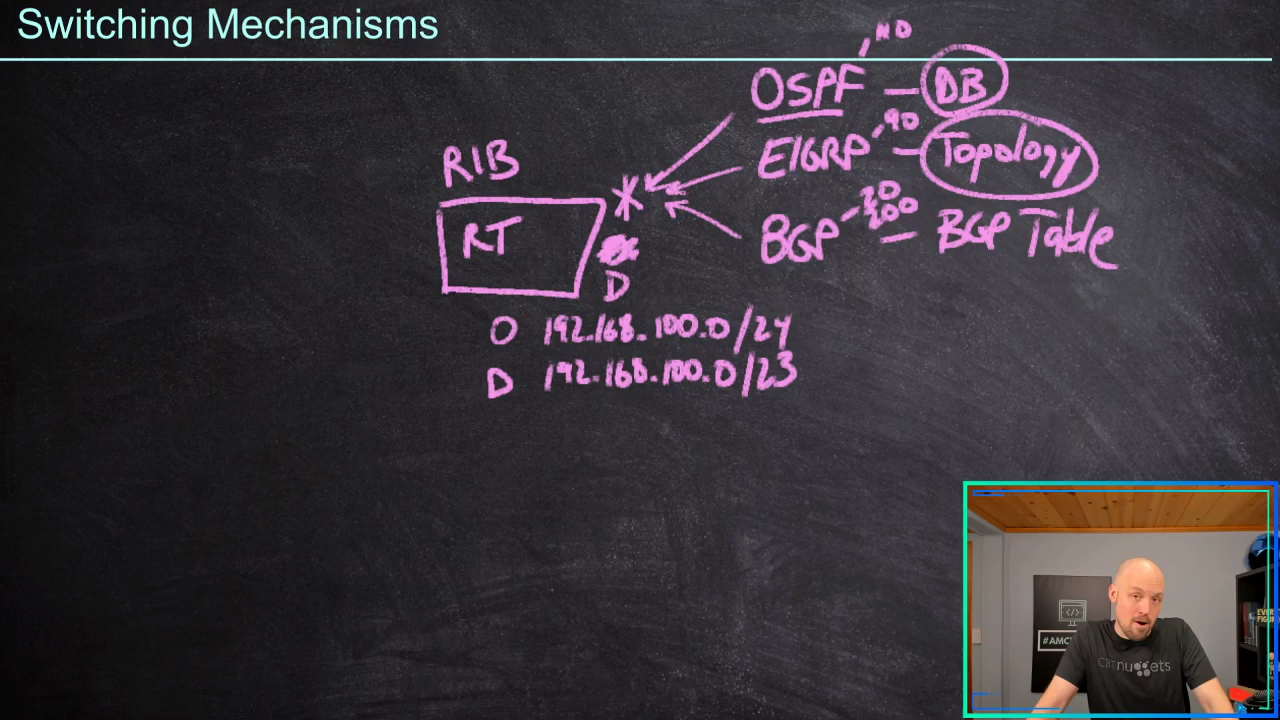 Switching Mechanisms
110
OSPF – DB
90
EIGRP – Topology
20
200
BGP – BGP Table
RIB
RT
D
O 192.168.100.0/24
D 192.168.100.0/23
#AMC
cbtnuggets